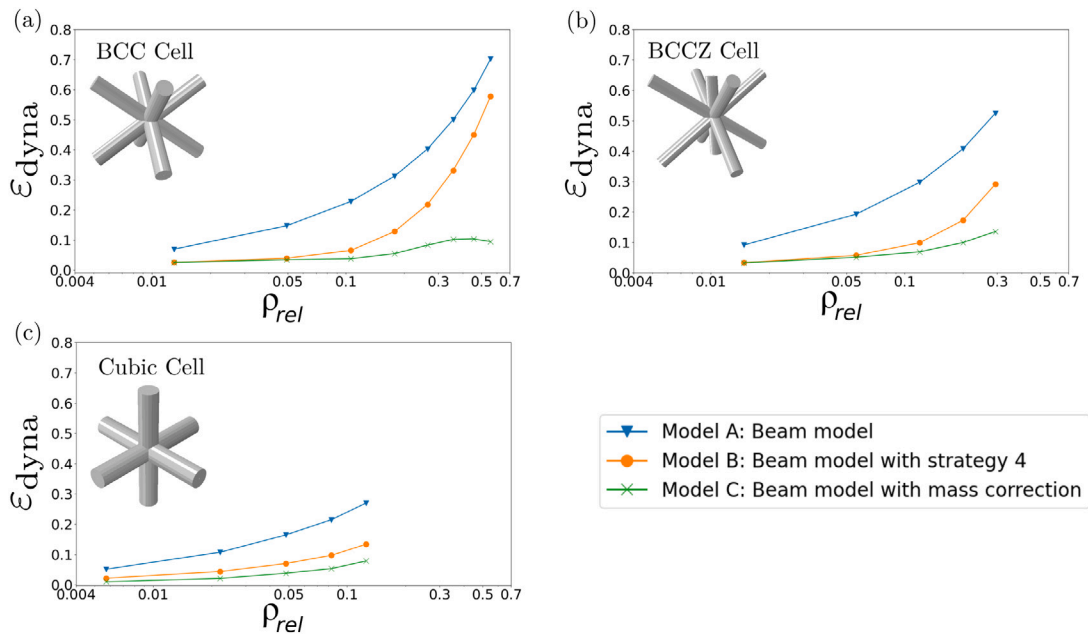 (a)
0.8
0.7
0.6
0.5
0.4
0.3
0.2
0.1
0.0
εdyna
BCC Cell
0.004 0.01 0.05 0.1 0.3 0.5 0.7
ρrel
(b)
0.8
0.7
0.6
0.5
0.4
0.3
0.2
0.1
0.0
εdyna
BCCZ Cell
0.004 0.01 0.05 0.1 0.3 0.5 0.7
ρrel
(c)
0.8
0.7
0.6
0.5
0.4
0.3
0.2
0.1
0.0
εdyna
Cubic Cell
0.004 0.01 0.05 0.1 0.3 0.5 0.7
ρrel
Model A: Beam model
Model B: Beam model with strategy 4
Model C: Beam model with mass correction